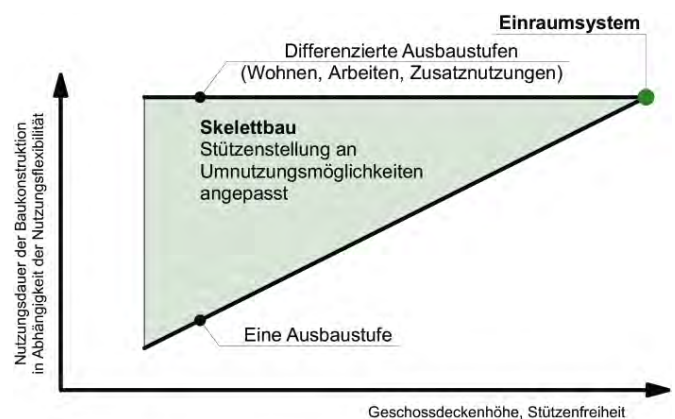 Einraumsystem
Differenzierte Ausbaustufen
(Wohnen, Arbeiten, Zusatznutzungen)
Skelettbau
Stützenstellung an
Umnutzungsmöglichkeiten
angepasst
Eine Ausbaustufe
Nutzungsdauer der Baukonstruktion
in Abhängigkeit der Nutzungsflexibilität
Geschossdeckenhöhe, Stützenfreiheit